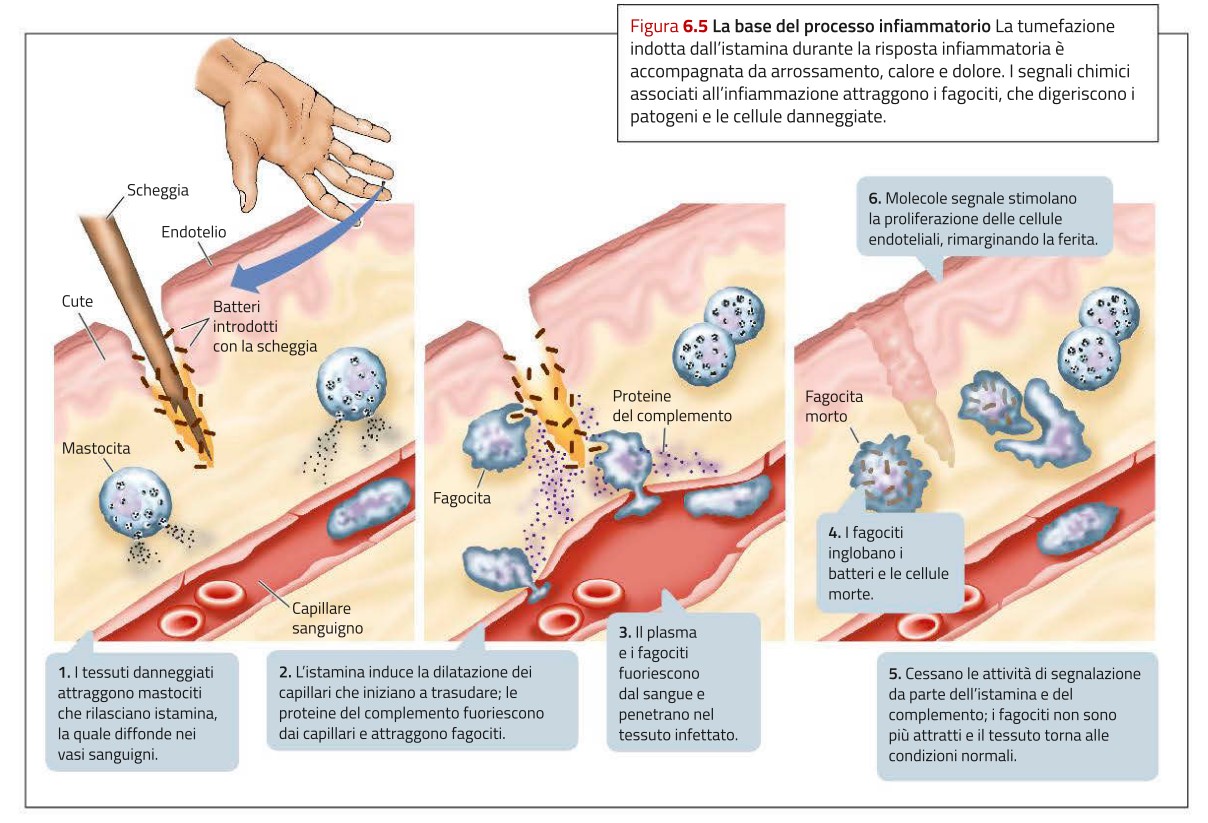 Figura 6.5 La base del processo infiammatorio La tumefazione
indotta dall'istamina durante la risposta infiammatoria è
accompagnata da arrossamento, calore e dolore. I segnali chimici
associati all'infiammazione attraggono i fagociti, che digeriscono i
patogeni e le cellule danneggiate.
Scheggia
Endotelio
Cute
Batteri
introdotti
con la scheggia
Mastocita
Capillare
sanguigno
1. I tessuti danneggiati
attraggono mastociti
che rilasciano istamina,
la quale diffonde nei
vasi sanguigni.
Proteine
del complemento
Fagocita
2. L'istamina induce la dilatazione dei
capillari che iniziano a trasudare; le
proteine del complemento fuoriescono
dai capillari e attraggono fagociti.
3. Il plasma
e i fagociti
fuoriescono
dal sangue e
penetrano nel
tessuto infettato.
6. Molecole segnale stimolano
la proliferazione delle cellule
endoteliali, rimarginando la ferita.
Fagocita
morto
4. I fagociti
inglobano i
batteri e le cellule
morte.
5. Cessano le attività di segnalazione
da parte dell'istamina e del
complemento; i fagociti non sono
più attratti e il tessuto torna alle
condizioni normali.